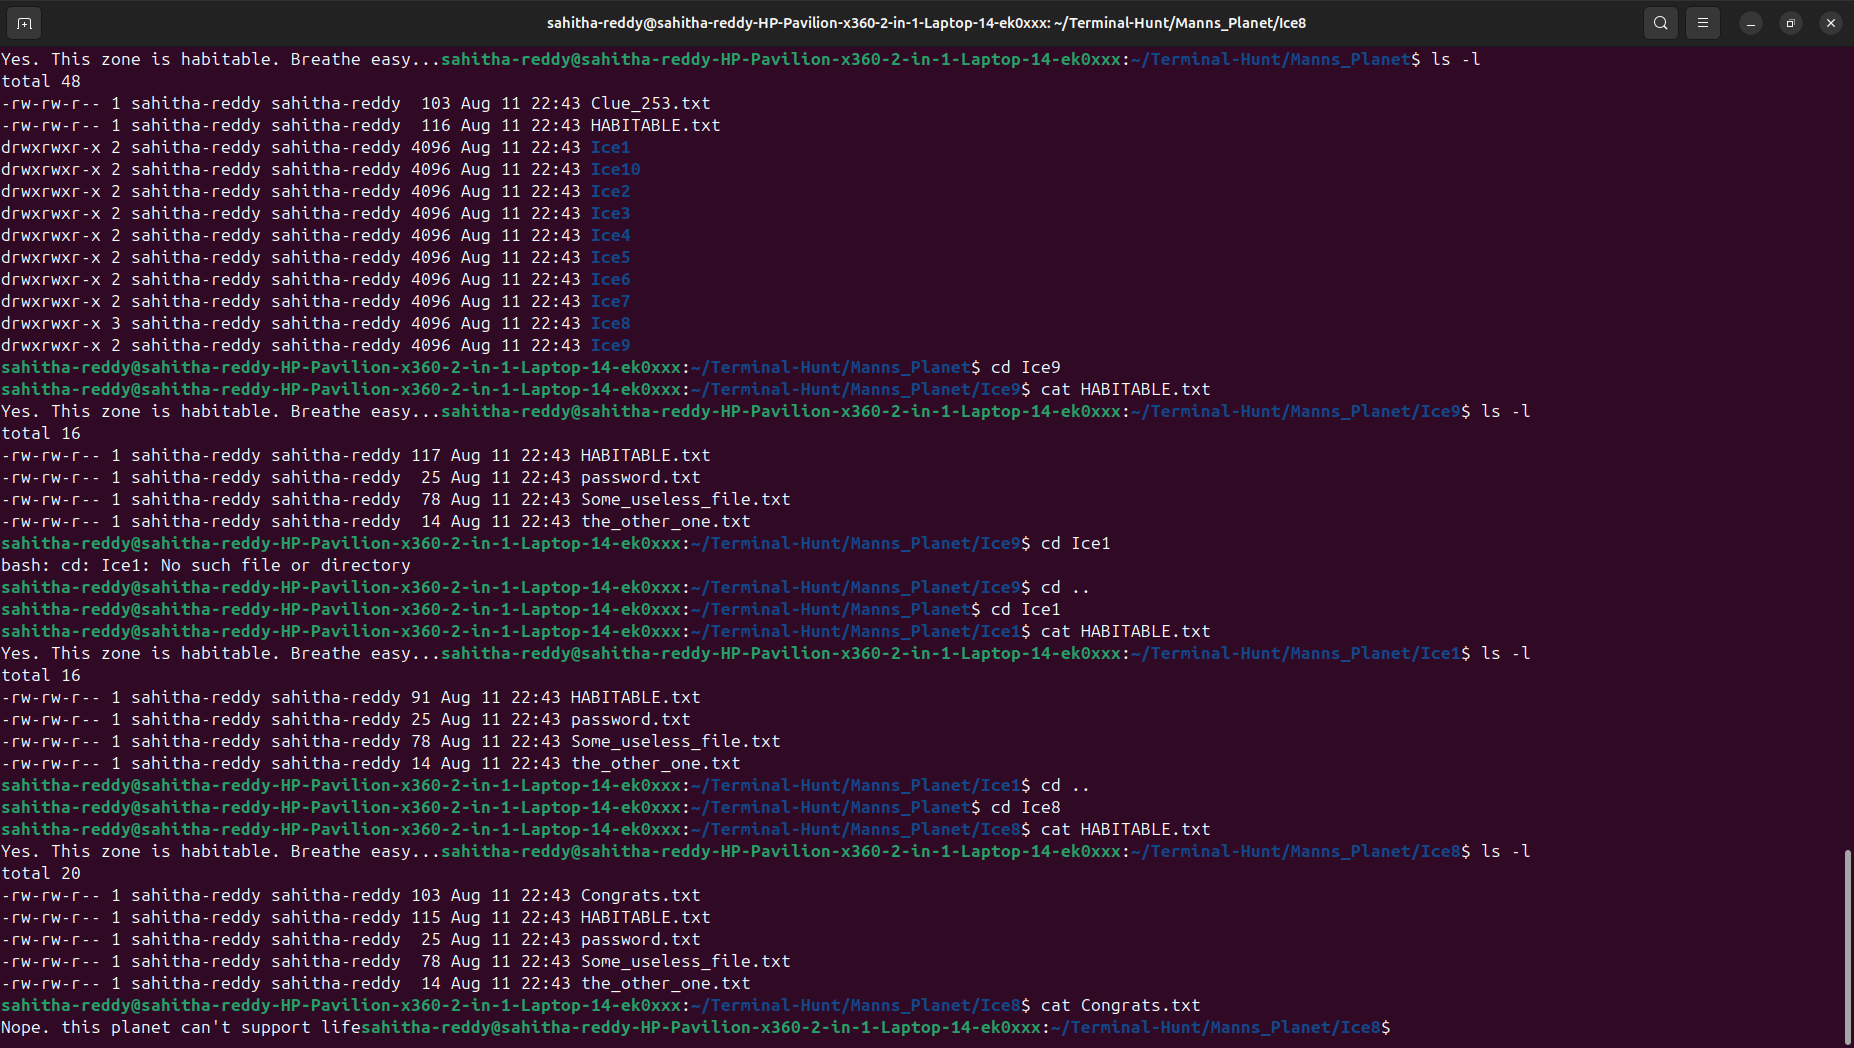 sahitha-reddy@sahitha-reddy-HP-Pavilion-x360-2-in-1-Laptop-14-ek0xxx: ~/Terminal-Hunt/Manns_Planet/Ice8
Yes. This zone is habitable. Breathe easy...sahitha-reddy@sahitha-reddy-HP-Pavilion-x360-2-in-1-Laptop-14-ek0xxx:~/Terminal-Hunt/Manns_Planet$ ls -l
total 48
-rw-rw-r-- 1 sahitha-reddy sahitha-reddy  103 Aug 11 22:43 Clue_253.txt
-rw-rw-r-- 1 sahitha-reddy sahitha-reddy  116 Aug 11 22:43 HABITABLE.txt
drwxrwxr-x 2 sahitha-reddy sahitha-reddy 4096 Aug 11 22:43 Ice1
drwxrwxr-x 2 sahitha-reddy sahitha-reddy 4096 Aug 11 22:43 Ice10
drwxrwxr-x 2 sahitha-reddy sahitha-reddy 4096 Aug 11 22:43 Ice2
drwxrwxr-x 2 sahitha-reddy sahitha-reddy 4096 Aug 11 22:43 Ice3
drwxrwxr-x 2 sahitha-reddy sahitha-reddy 4096 Aug 11 22:43 Ice4
drwxrwxr-x 2 sahitha-reddy sahitha-reddy 4096 Aug 11 22:43 Ice5
drwxrwxr-x 2 sahitha-reddy sahitha-reddy 4096 Aug 11 22:43 Ice6
drwxrwxr-x 2 sahitha-reddy sahitha-reddy 4096 Aug 11 22:43 Ice7
drwxrwxr-x 3 sahitha-reddy sahitha-reddy 4096 Aug 11 22:43 Ice8
drwxrwxr-x 2 sahitha-reddy sahitha-reddy 4096 Aug 11 22:43 Ice9
sahitha-reddy@sahitha-reddy-HP-Pavilion-x360-2-in-1-Laptop-14-ek0xxx:~/Terminal-Hunt/Manns_Planet$ cd Ice9
sahitha-reddy@sahitha-reddy-HP-Pavilion-x360-2-in-1-Laptop-14-ek0xxx:~/Terminal-Hunt/Manns_Planet/Ice9$ cat HABITABLE.txt
Yes. This zone is habitable. Breathe easy...sahitha-reddy@sahitha-reddy-HP-Pavilion-x360-2-in-1-Laptop-14-ek0xxx:~/Terminal-Hunt/Manns_Planet/Ice9$ ls -l
total 16
-rw-rw-r-- 1 sahitha-reddy sahitha-reddy 117 Aug 11 22:43 HABITABLE.txt
-rw-rw-r-- 1 sahitha-reddy sahitha-reddy  25 Aug 11 22:43 password.txt
-rw-rw-r-- 1 sahitha-reddy sahitha-reddy  78 Aug 11 22:43 Some_useless_file.txt
-rw-rw-r-- 1 sahitha-reddy sahitha-reddy  14 Aug 11 22:43 the_other_one.txt
sahitha-reddy@sahitha-reddy-HP-Pavilion-x360-2-in-1-Laptop-14-ek0xxx:~/Terminal-Hunt/Manns_Planet/Ice9$ cd Ice1
bash: cd: Ice1: No such file or directory
sahitha-reddy@sahitha-reddy-HP-Pavilion-x360-2-in-1-Laptop-14-ek0xxx:~/Terminal-Hunt/Manns_Planet/Ice9$ cd ..
sahitha-reddy@sahitha-reddy-HP-Pavilion-x360-2-in-1-Laptop-14-ek0xxx:~/Terminal-Hunt/Manns_Planet$ cd Ice1
sahitha-reddy@sahitha-reddy-HP-Pavilion-x360-2-in-1-Laptop-14-ek0xxx:~/Terminal-Hunt/Manns_Planet/Ice1$ cat HABITABLE.txt
Yes. This zone is habitable. Breathe easy...sahitha-reddy@sahitha-reddy-HP-Pavilion-x360-2-in-1-Laptop-14-ek0xxx:~/Terminal-Hunt/Manns_Planet/Ice1$ ls -l
total 16
-rw-rw-r-- 1 sahitha-reddy sahitha-reddy 91 Aug 11 22:43 HABITABLE.txt
-rw-rw-r-- 1 sahitha-reddy sahitha-reddy 25 Aug 11 22:43 password.txt
-rw-rw-r-- 1 sahitha-reddy sahitha-reddy 78 Aug 11 22:43 Some_useless_file.txt
-rw-rw-r-- 1 sahitha-reddy sahitha-reddy 14 Aug 11 22:43 the_other_one.txt
sahitha-reddy@sahitha-reddy-HP-Pavilion-x360-2-in-1-Laptop-14-ek0xxx:~/Terminal-Hunt/Manns_Planet/Ice1$ cd ..
sahitha-reddy@sahitha-reddy-HP-Pavilion-x360-2-in-1-Laptop-14-ek0xxx:~/Terminal-Hunt/Manns_Planet$ cd Ice8
sahitha-reddy@sahitha-reddy-HP-Pavilion-x360-2-in-1-Laptop-14-ek0xxx:~/Terminal-Hunt/Manns_Planet/Ice8$ cat HABITABLE.txt
Yes. This zone is habitable. Breathe easy...sahitha-reddy@sahitha-reddy-HP-Pavilion-x360-2-in-1-Laptop-14-ek0xxx:~/Terminal-Hunt/Manns_Planet/Ice8$ ls -l
total 20
-rw-rw-r-- 1 sahitha-reddy sahitha-reddy 103 Aug 11 22:43 Congrats.txt
-rw-rw-r-- 1 sahitha-reddy sahitha-reddy 115 Aug 11 22:43 HABITABLE.txt
-rw-rw-r-- 1 sahitha-reddy sahitha-reddy  25 Aug 11 22:43 password.txt
-rw-rw-r-- 1 sahitha-reddy sahitha-reddy  78 Aug 11 22:43 Some_useless_file.txt
-rw-rw-r-- 1 sahitha-reddy sahitha-reddy  14 Aug 11 22:43 the_other_one.txt
sahitha-reddy@sahitha-reddy-HP-Pavilion-x360-2-in-1-Laptop-14-ek0xxx:~/Terminal-Hunt/Manns_Planet/Ice8$ cat Congrats.txt
Nope. this planet can't support lifesahitha-reddy@sahitha-reddy-HP-Pavilion-x360-2-in-1-Laptop-14-ek0xxx:~/Terminal-Hunt/Manns_Planet/Ice8$